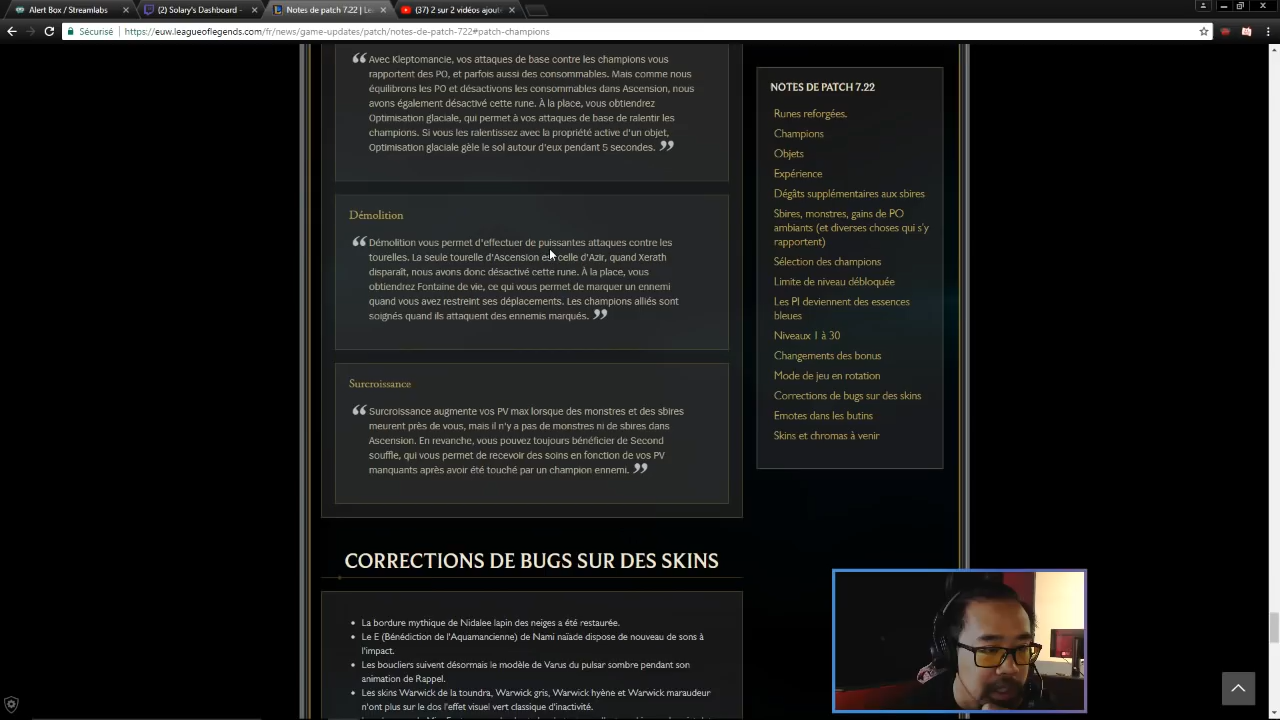 Alert Box / Streamlabs
(2) Solary's Dashboard -
Notes de patch 7.22 | Le
(37) 2 sur 2 vidéos ajout
Sécurisé
https://euw.leagueoflegends.com/fr/news/game-updates/patch/notes-de-patch-722#patch-champions
Avec Kleptomancie, vos attaques de base contre les champions vous
rapportent des PO, et parfois aussi des consommables. Mais comme nous
équilibrons les PO et désactivons les consommables dans Ascension, nous
avons également désactivé cette rune. À la place, vous obtiendrez
Optimisation glaciale, qui permet à vos attaques de base de ralentir les
champions. Si vous les ralentissez avec la propriété active d'un objet,
Optimisation glaciale gèle le sol autour d'eux pendant 5 secondes.
Démolition
Démolition vous permet d'effectuer de puissantes attaques contre les
tourelles. La seule tourelle d'Ascension est celle d'Azir, quand Xerath
disparaît, nous avons donc désactivé cette rune. À la place, vous
obtiendrez Fontaine de vie, ce qui vous permet de marquer un ennemi
quand vous avez restreint ses déplacements. Les champions alliés sont
soignés quand ils attaquent des ennemis marqués.
Surcroissance
Surcroissance augmente vos PV max lorsque des monstres et des sbires
meurent près de vous, mais il n'y a pas de monstres ni de sbires dans
Ascension. En revanche, vous pouvez toujours bénéficier de Second
souffle, qui vous permet de recevoir des soins en fonction de vos PV
manquants après avoir été touché par un champion ennemi.
CORRECTIONS DE BUGS SUR DES SKINS
La bordure mythique de Nidalee lapin des neiges a été restaurée.
Le E (Bénédiction de l'Aquamancienne) de Nami naïade dispose de nouveau de sons à
l'impact.
Les boucliers suivent désormais le modèle de Varus du pulsar sombre pendant son
animation de Rappel.
Les skins Warwick de la toundra, Warwick gris, Warwick hyène et Warwick maraudeur
n'ont plus sur le dos l'effet visuel vert classique d'inactivité.
NOTES DE PATCH 7.22
Runes reforgées.
Champions
Objets
Expérience
Dégâts supplémentaires aux sbires
Sbires, monstres, gains de PO
ambiants (et diverses choses qui s'y
rapportent)
Sélection des champions
Limite de niveau débloquée
Les PI deviennent des essences
bleues
Niveaux 1 à 30
Changements des bonus
Mode de jeu en rotation
Corrections de bugs sur des skins
Emotes dans les butins
Skins et chromas à venir